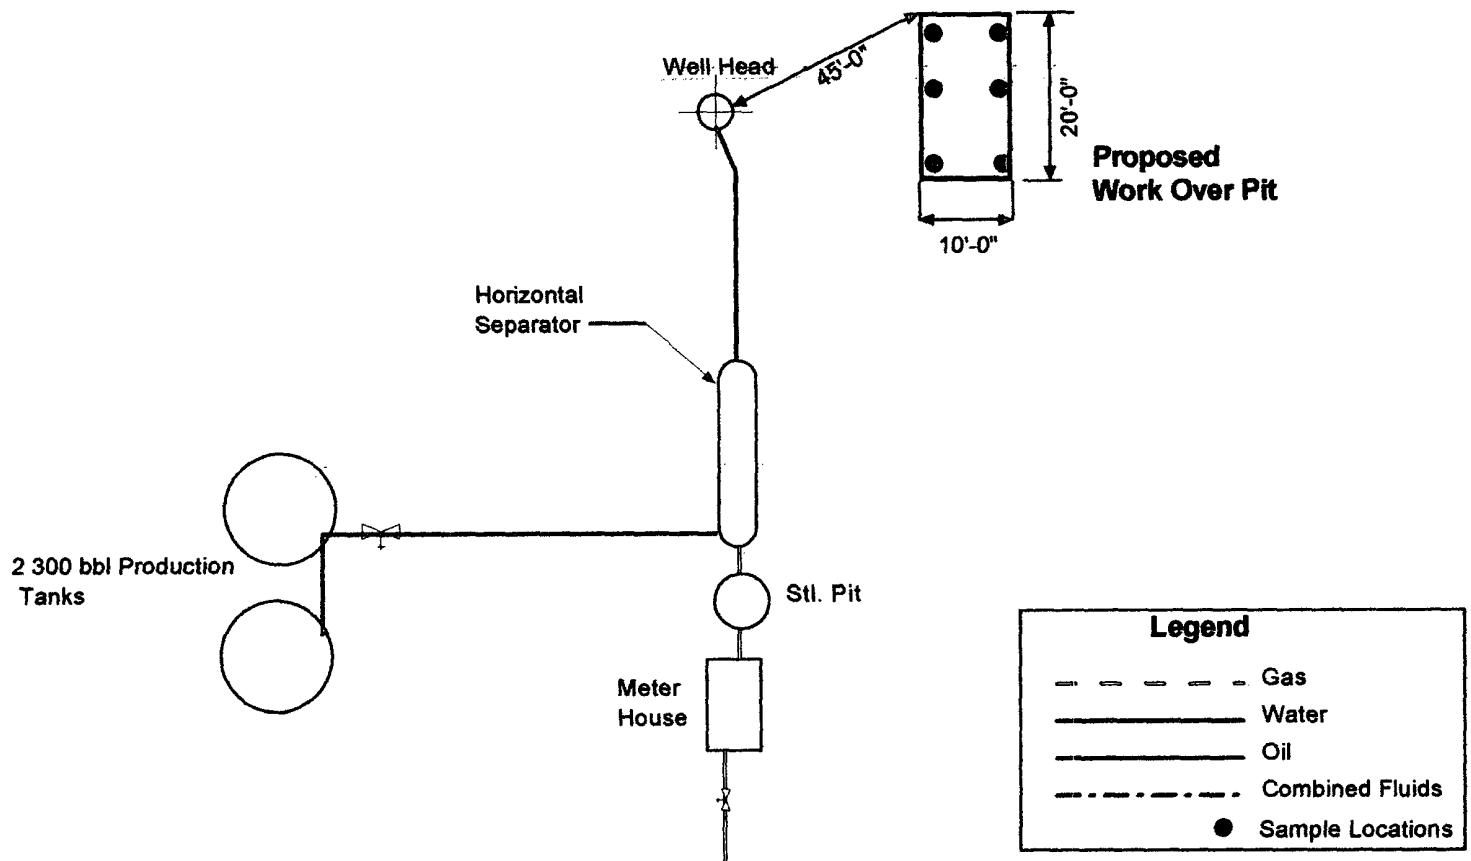 Well Head
45'-0"
20'-0"
Proposed
Work Over Pit
10'-0"
Horizontal
Separator
2 300 bbl Production
Tanks
Stl. Pit
Meter
House
Legend
Gas
Water
Oil
Combined Fluids
Sample Locations